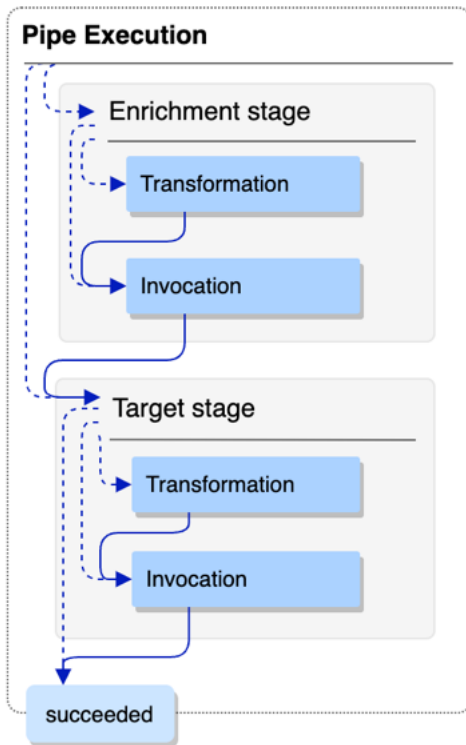 Pipe Execution
Enrichment stage
Transformation
Invocation
Target stage
Transformation
Invocation
succeeded